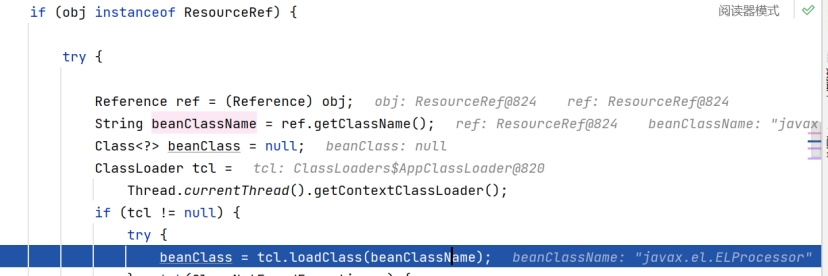 if (obj instanceof ResourceRef) {
阅读器模式
try {
Reference ref = (Reference) obj; obj: ResourceRef@824 ref: ResourceRef@824
String beanClassName = ref.getClassName(); ref: ResourceRef@824 beanClassName: "javax
Class<?> beanClass = null; beanClass: null
ClassLoader tcl = tcl: ClassLoaders$AppClassLoader@820
Thread.currentThread().getContextClassLoader();
if (tcl != null) {
try {
beanClass = tcl.loadClass(beanClassName); beanClassName: "javax.el.ELProcessor"